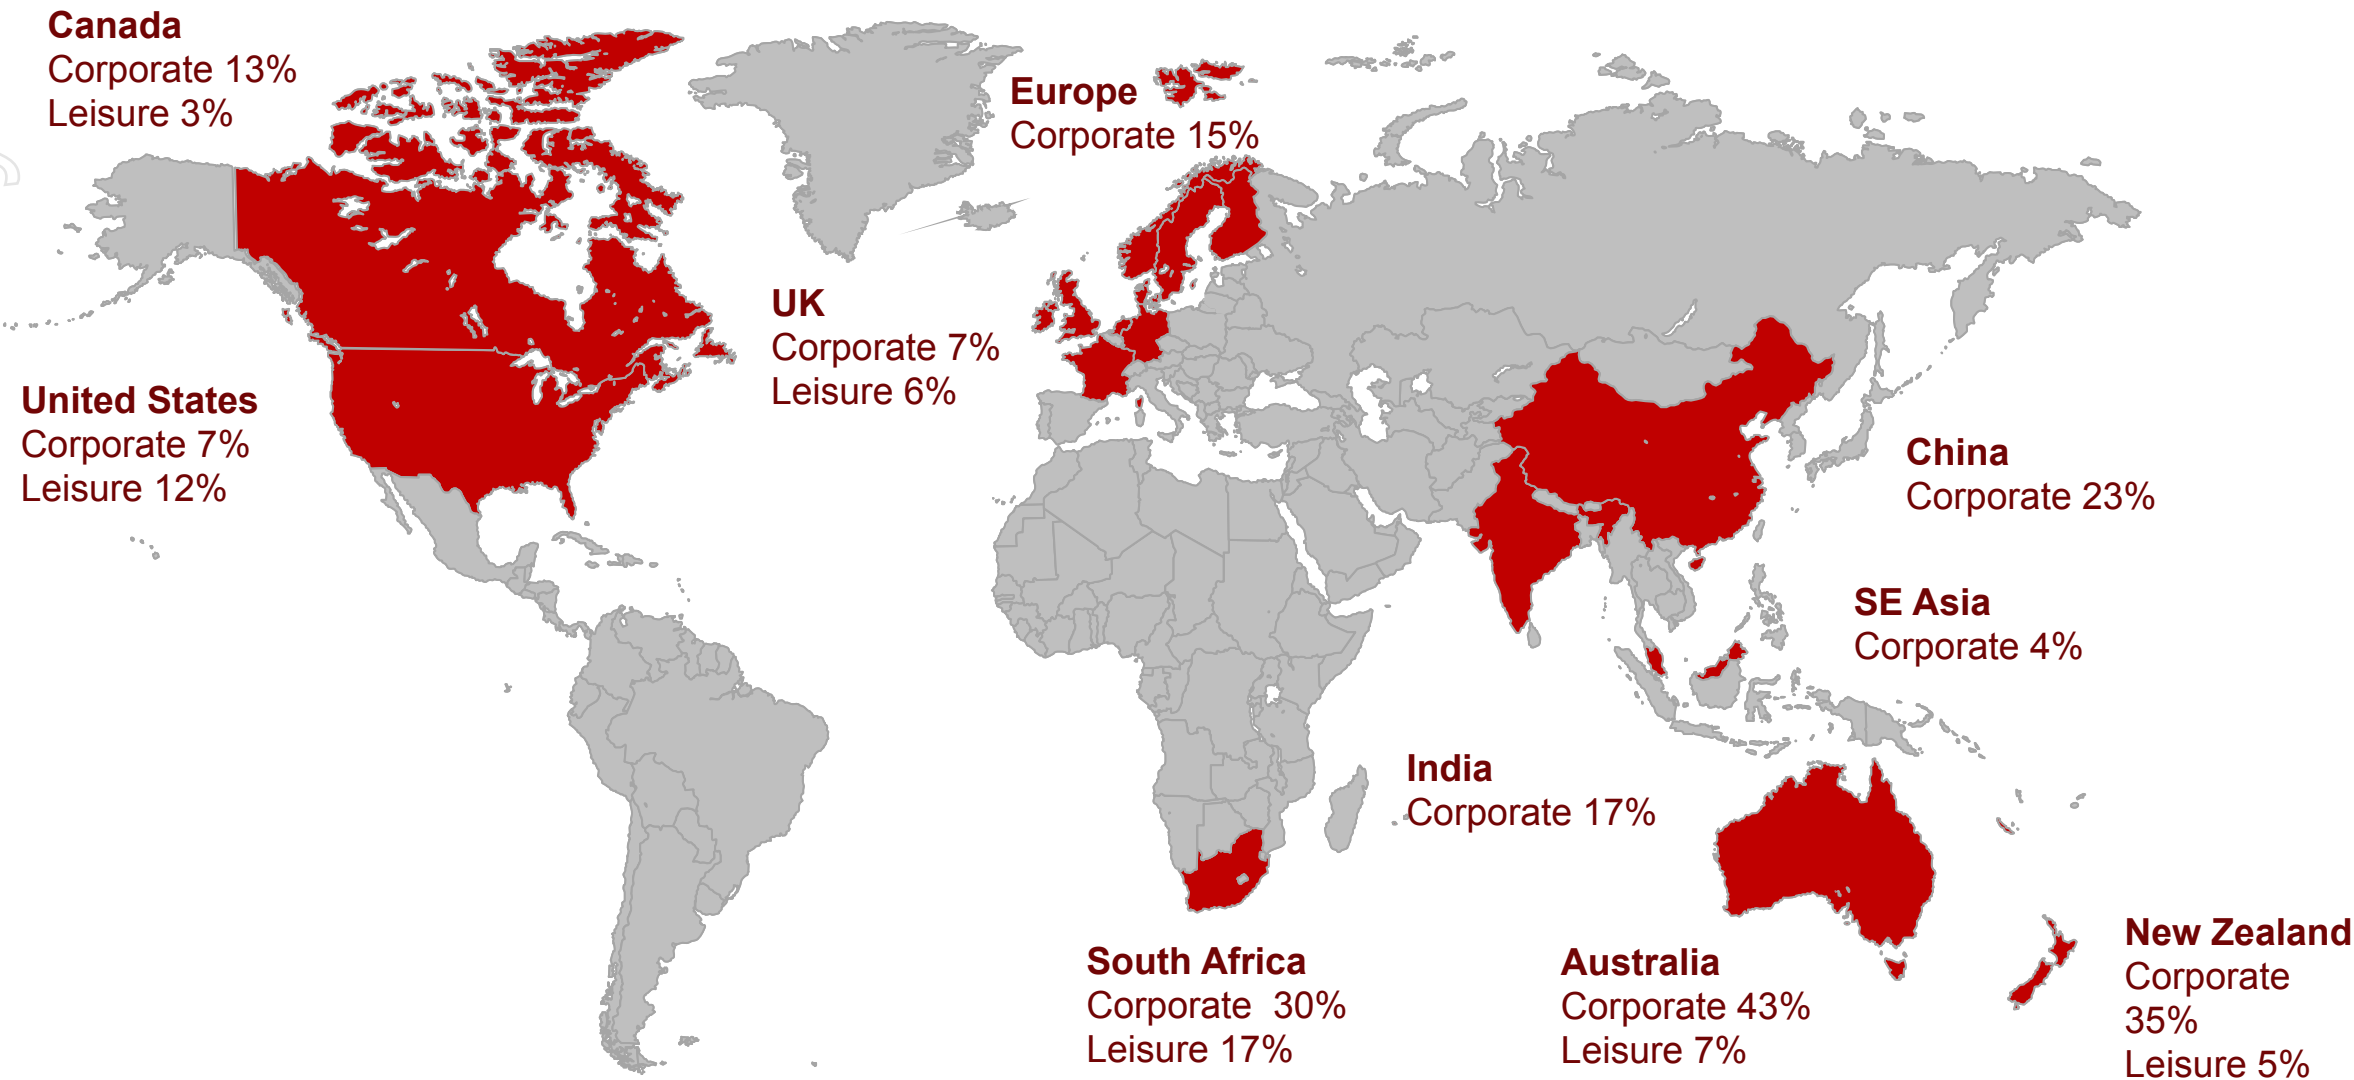 Canada
Corporate 13%
Leisure 3%
Europe
Corporate 15%
UK
Corporate 7%
Leisure 6%
United States
Corporate 7%
Leisure 12%
China
Corporate 23%
SE Asia
Corporate 4%
India
Corporate 17%
South Africa
Corporate  30%
Leisure 17%
Australia
Corporate 43%
Leisure 7%
New Zealand
Corporate
35%
Leisure 5%